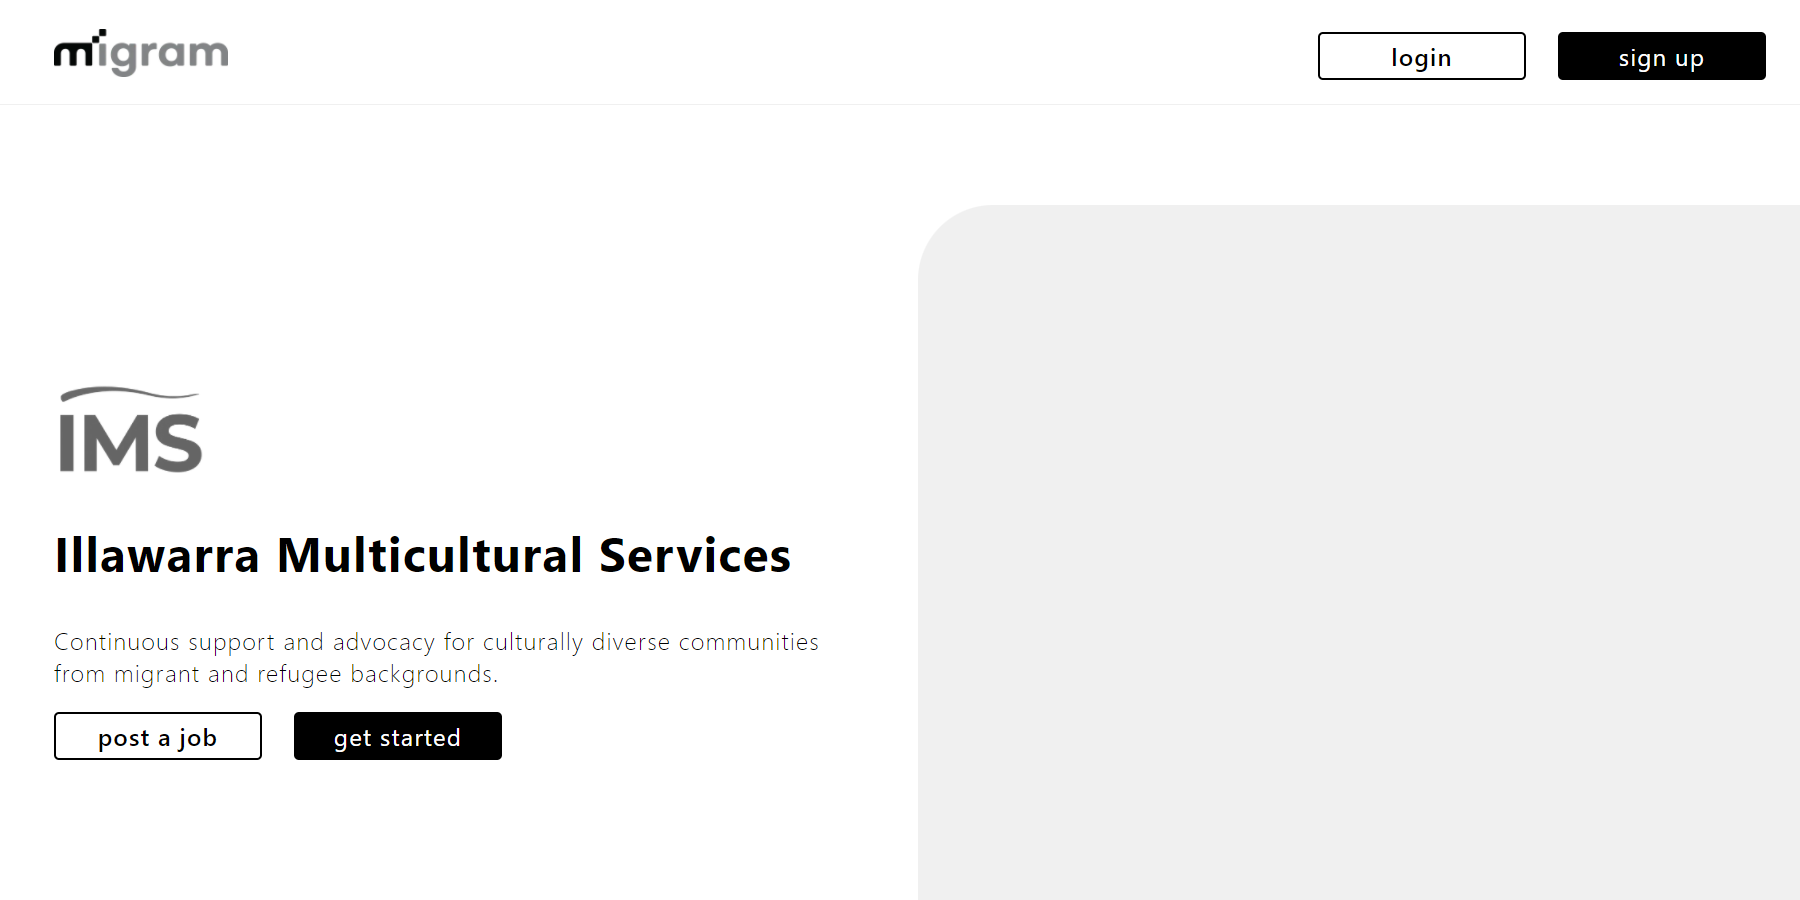 migram
login
sign up
IMS
Illawarra Multicultural Services
Continuous support and advocacy for culturally diverse communities
from migrant and refugee backgrounds.
post a job
get started